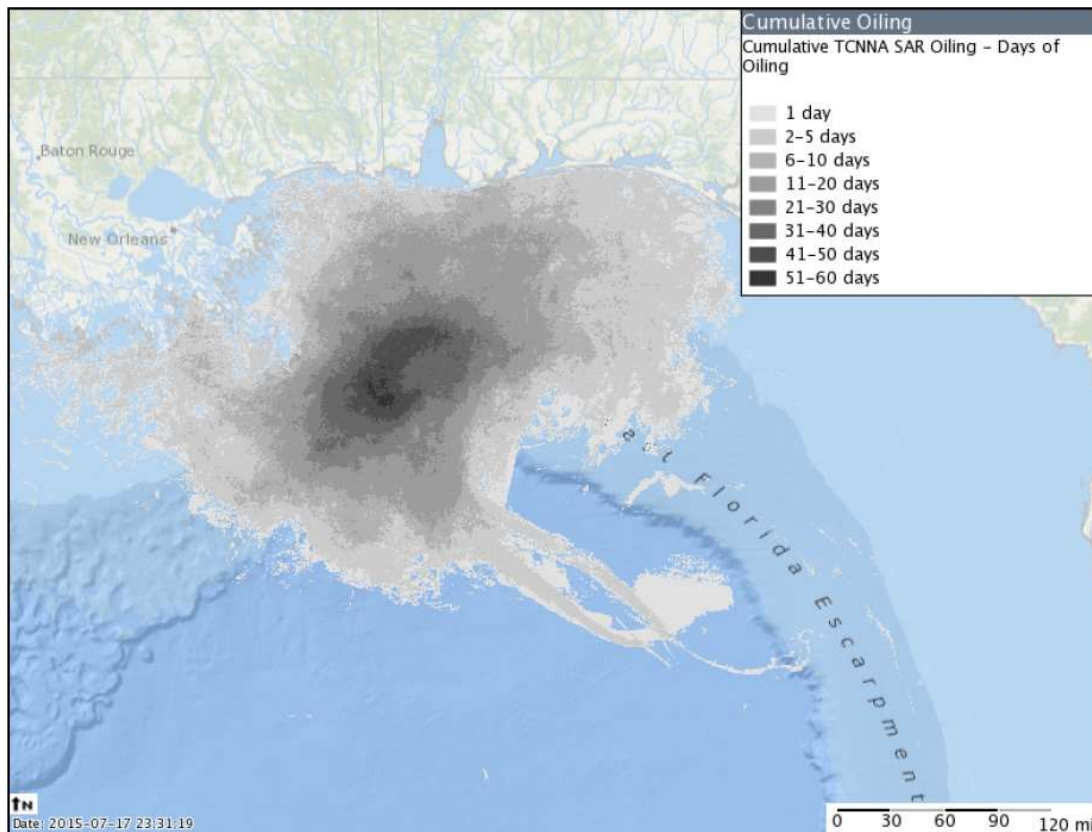 Cumulative Oiling
Cumulative TCNNA SAR Oiling – Days of
Oiling
1 day
2–5 days
6–10 days
11–20 days
21–30 days
31–40 days
41–50 days
51–60 days
Baton Rouge
New Orleans
ast Florida Escarpment
N
Date: 2015-07-17 23:31:19
0 30 60 90 120 mi